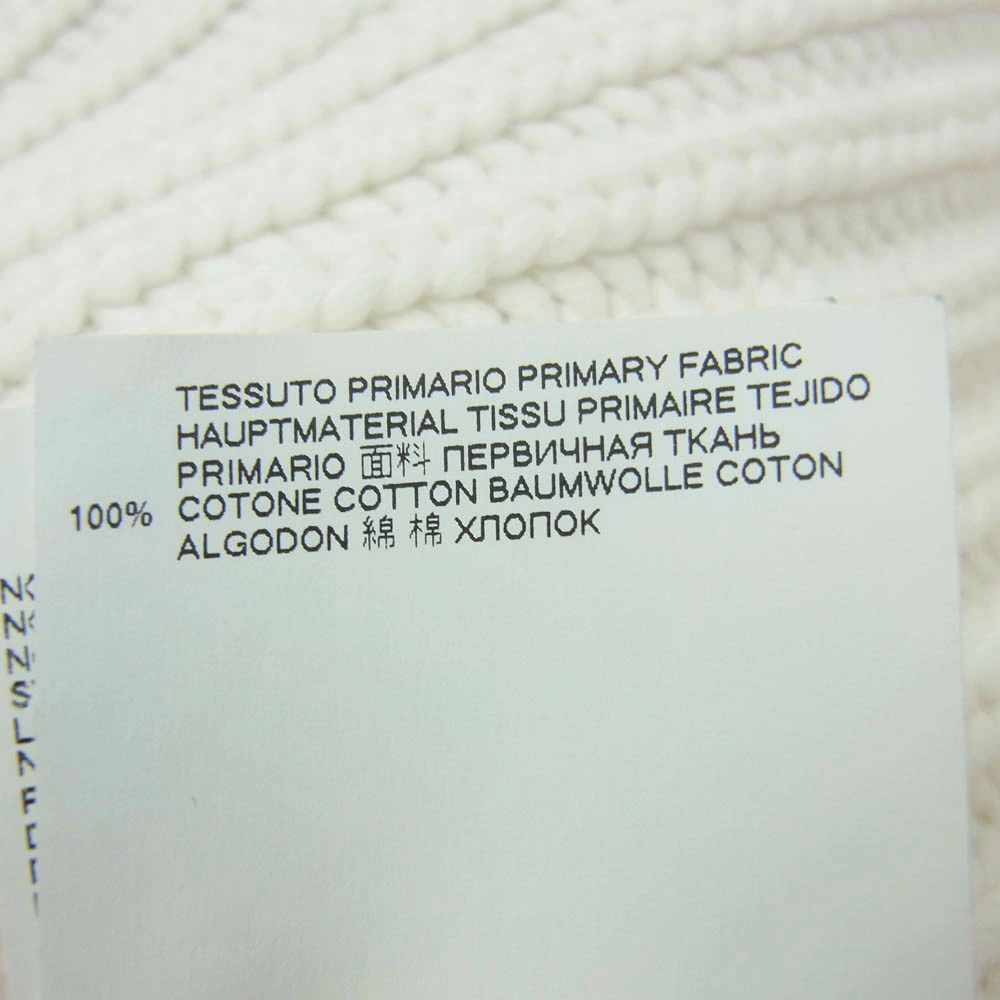 TESSUTO PRIMARIO PRIMARY FABRIC
HAUPTMATERIAL TISSU PRIMAIRE TEJIDO
PRIMARIO 面料 ПЕРВИЧНАЯ ТКАНЬ
100% COTONE COTTON BAUMWOLLE COTON
ALGODON 綿 棉 ХЛОПОК